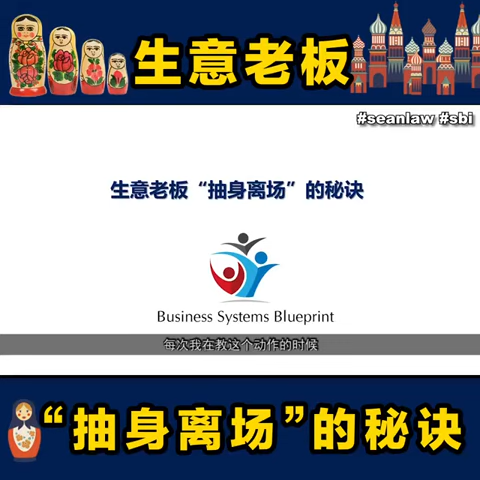 生意老板
#seanlaw #sbi
生意老板“抽身离场”的秘诀
Business Systems Blueprint
每次我在教这个动作的时候
“抽身离场”的秘诀